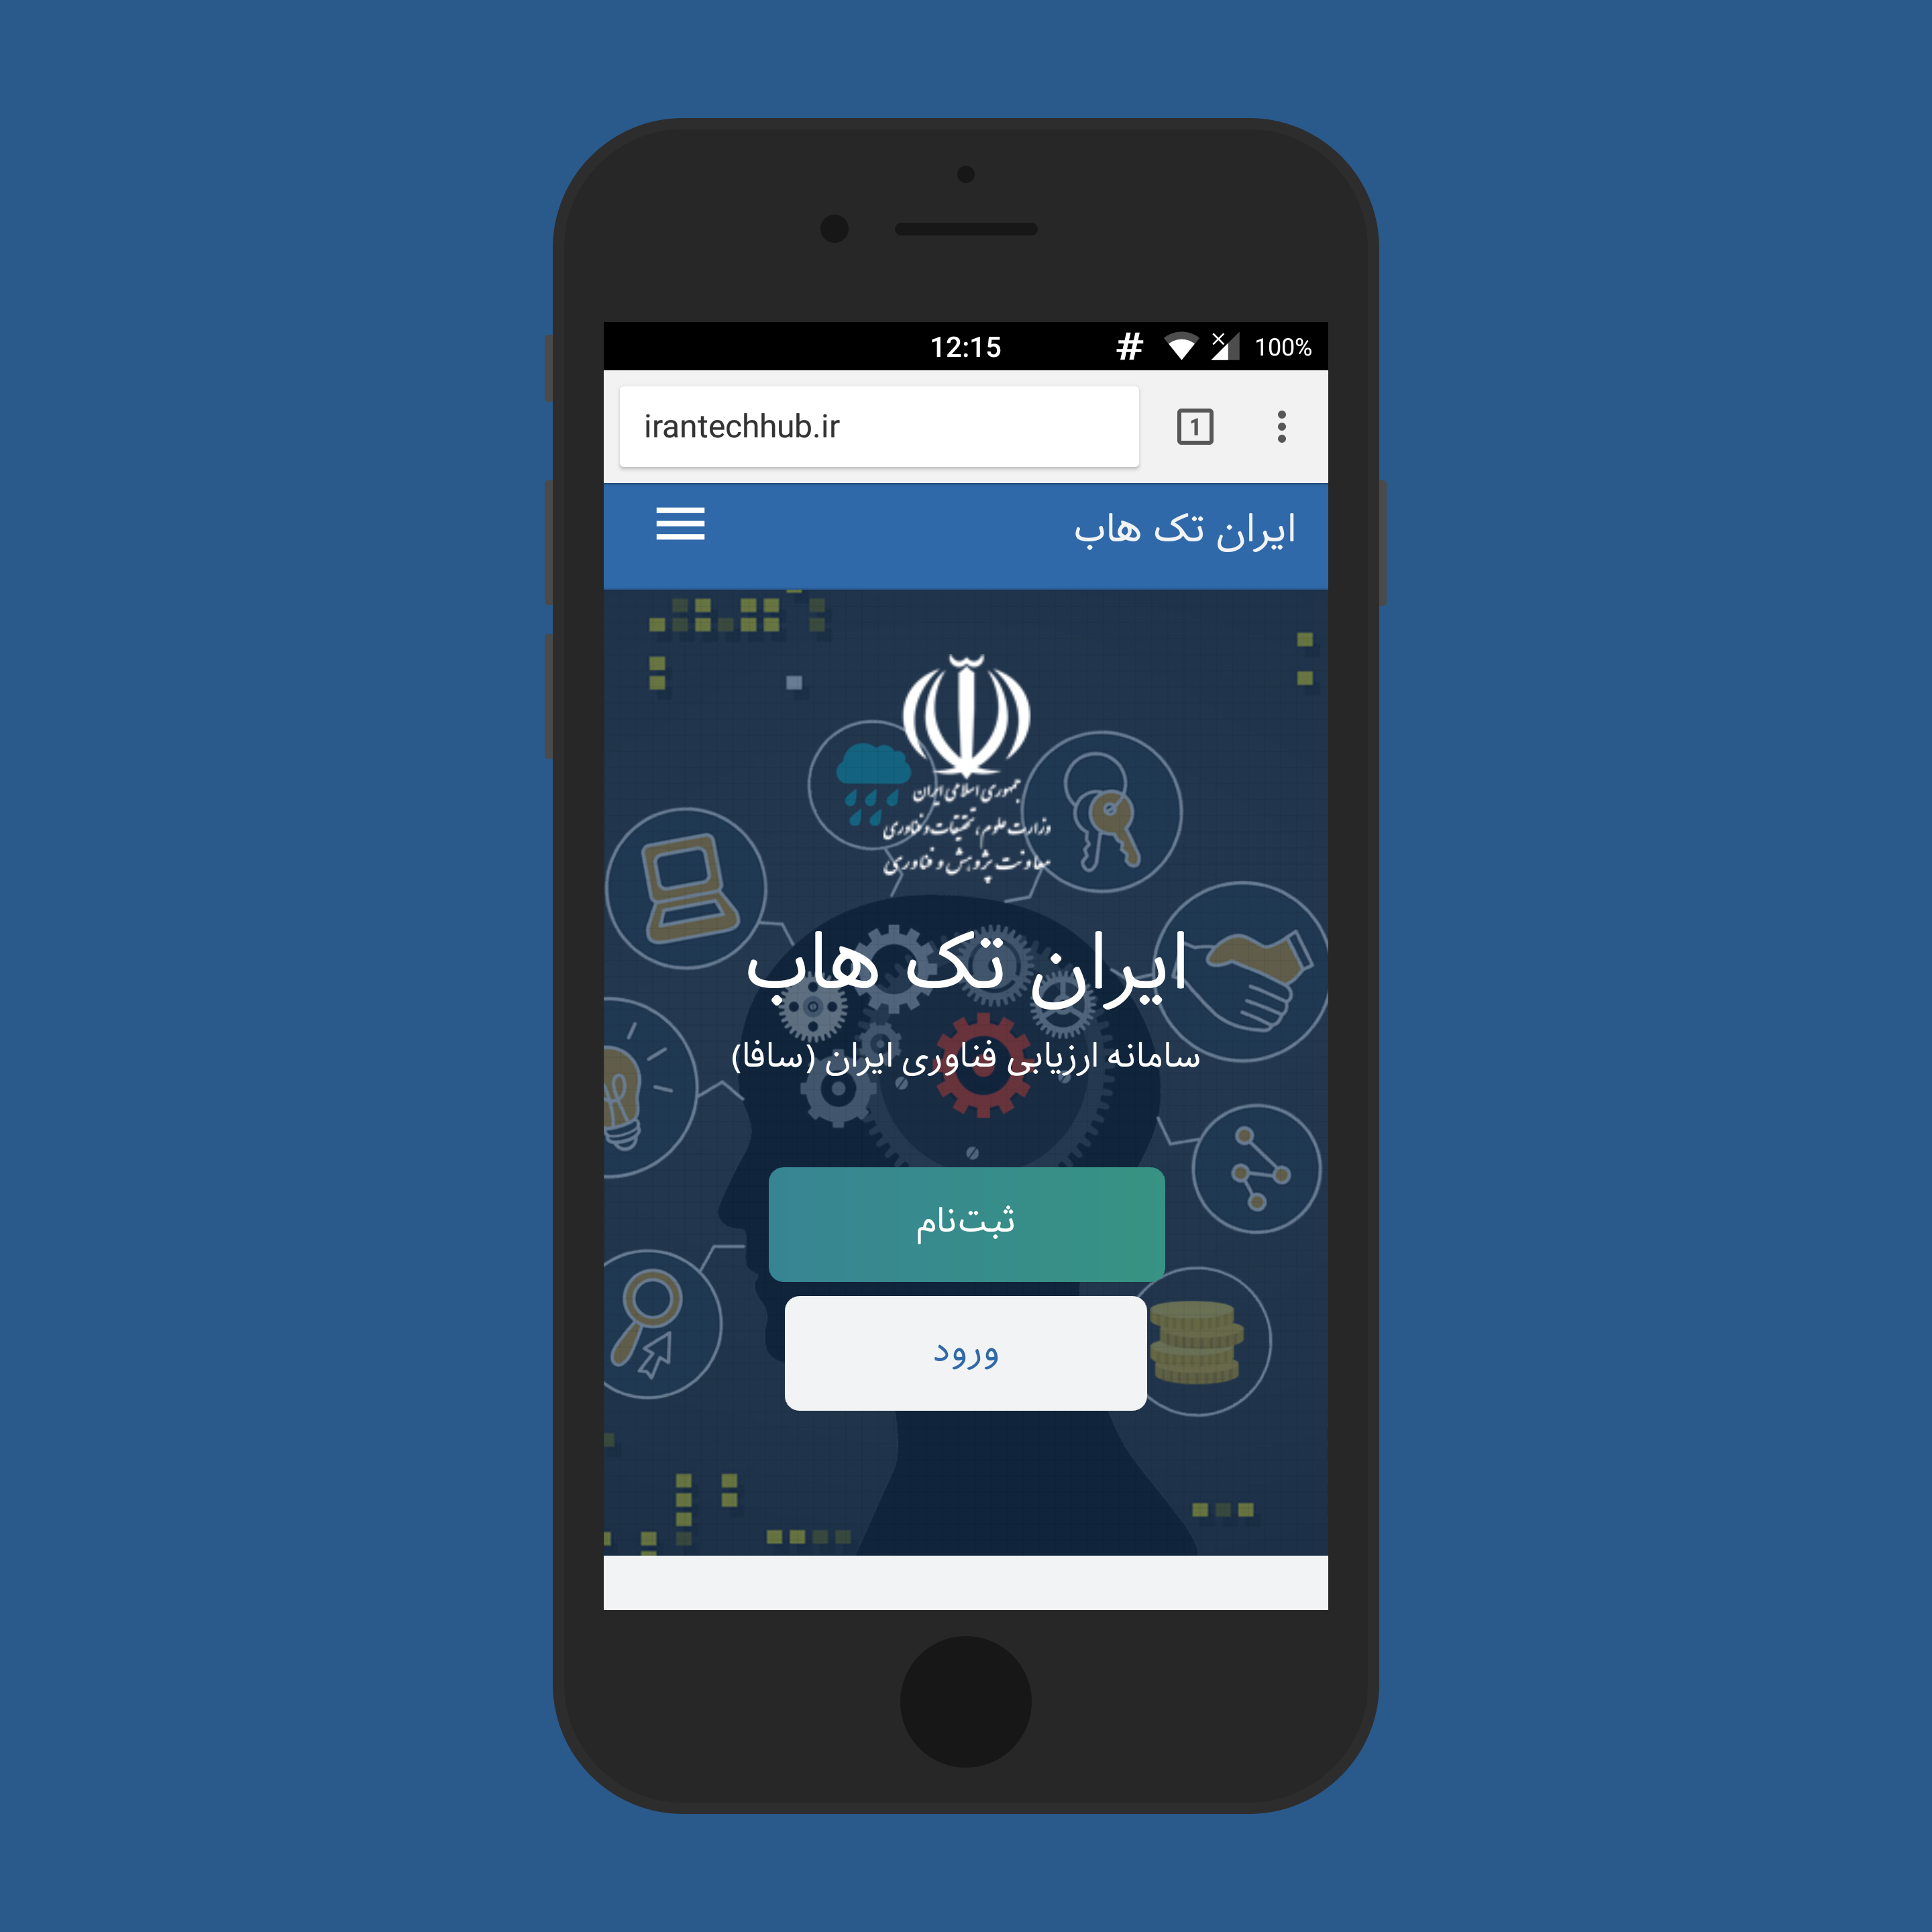 12:15 # 100%
irantechhub.ir 1
ایران تک هاب
جمهوری اسلامی ایران
وزارت علوم، تحقیقات و فناوری
معاونت پژوهش و فناوری
ایران تک هاب
سامانه ارزیابی فناوری ایران (سافا)
ثبت‌نام
ورود